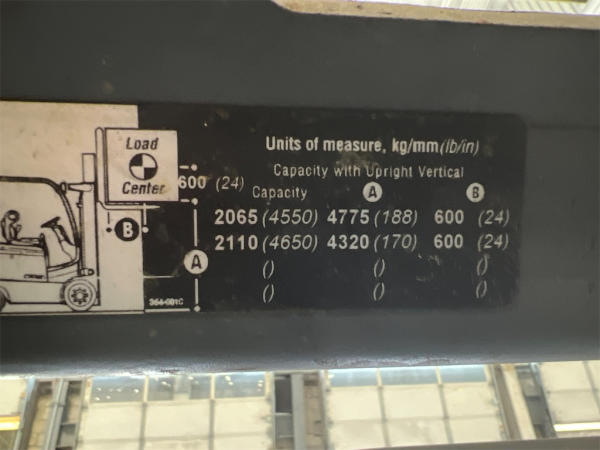 Load
Center
600 (24)
B
A
364-001C
Units of measure, kg/mm (lb/in)
Capacity with Upright Vertical
Capacity A B
2065 (4550) 4775 (188) 600 (24)
2110 (4650) 4320 (170) 600 (24)
() () ()
() () ()